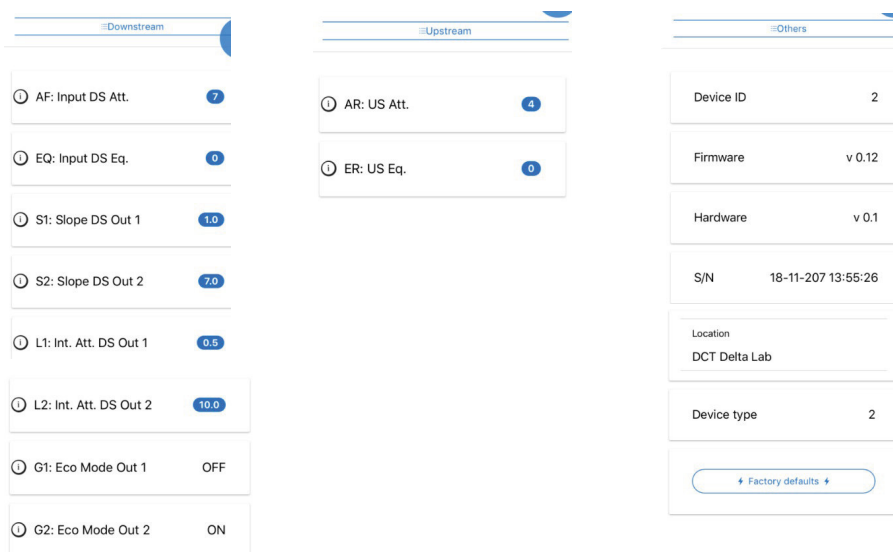 Downstream
AF: Input DS Att. 7
EQ: Input DS Eq. 0
S1: Slope DS Out 1 1.0
S2: Slope DS Out 2 7.0
L1: Int. Att. DS Out 1 0.5
L2: Int. Att. DS Out 2 10.0
G1: Eco Mode Out 1 OFF
G2: Eco Mode Out 2 ON
Upstream
AR: US Att. 4
ER: US Eq. 0
Others
Device ID 2
Firmware v 0.12
Hardware v 0.1
S/N 18-11-207 13:55:26
Location
DCT Delta Lab
Device type 2
Factory defaults